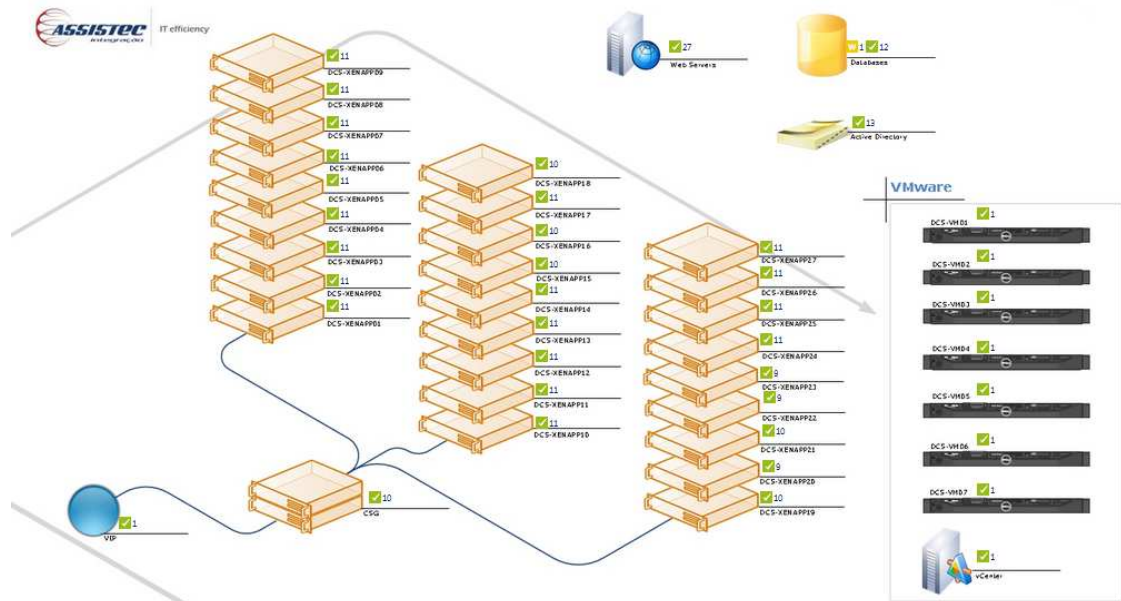 ASSISTEC
integração
IT efficiency
11
DCS-XENAPP09
11
DCS-XENAPP08
11
DCS-XENAPP07
11
DCS-XENAPP06
11
DCS-XENAPP05
11
DCS-XENAPP04
11
DCS-XENAPP03
11
DCS-XENAPP02
11
DCS-XENAPP01
10
DCS-XENAPP18
11
DCS-XENAPP17
10
DCS-XENAPP16
10
DCS-XENAPP15
11
DCS-XENAPP14
11
DCS-XENAPP13
11
DCS-XENAPP12
11
DCS-XENAPP11
11
DCS-XENAPP10
11
DCS-XENAPP27
11
DCS-XENAPP26
11
DCS-XENAPP25
11
DCS-XENAPP24
9
DCS-XENAPP23
9
DCS-XENAPP22
10
DCS-XENAPP21
9
DCS-XENAPP20
10
DCS-XENAPP19
1
VIP
10
CSG
27
Web Servers
W 1 12
Databases
13
Active Directory
VMware
1
DCS-VM01
1
DCS-VM02
1
DCS-VM03
1
DCS-VM04
1
DCS-VM05
1
DCS-VM06
1
DCS-VM07
1
vCenter